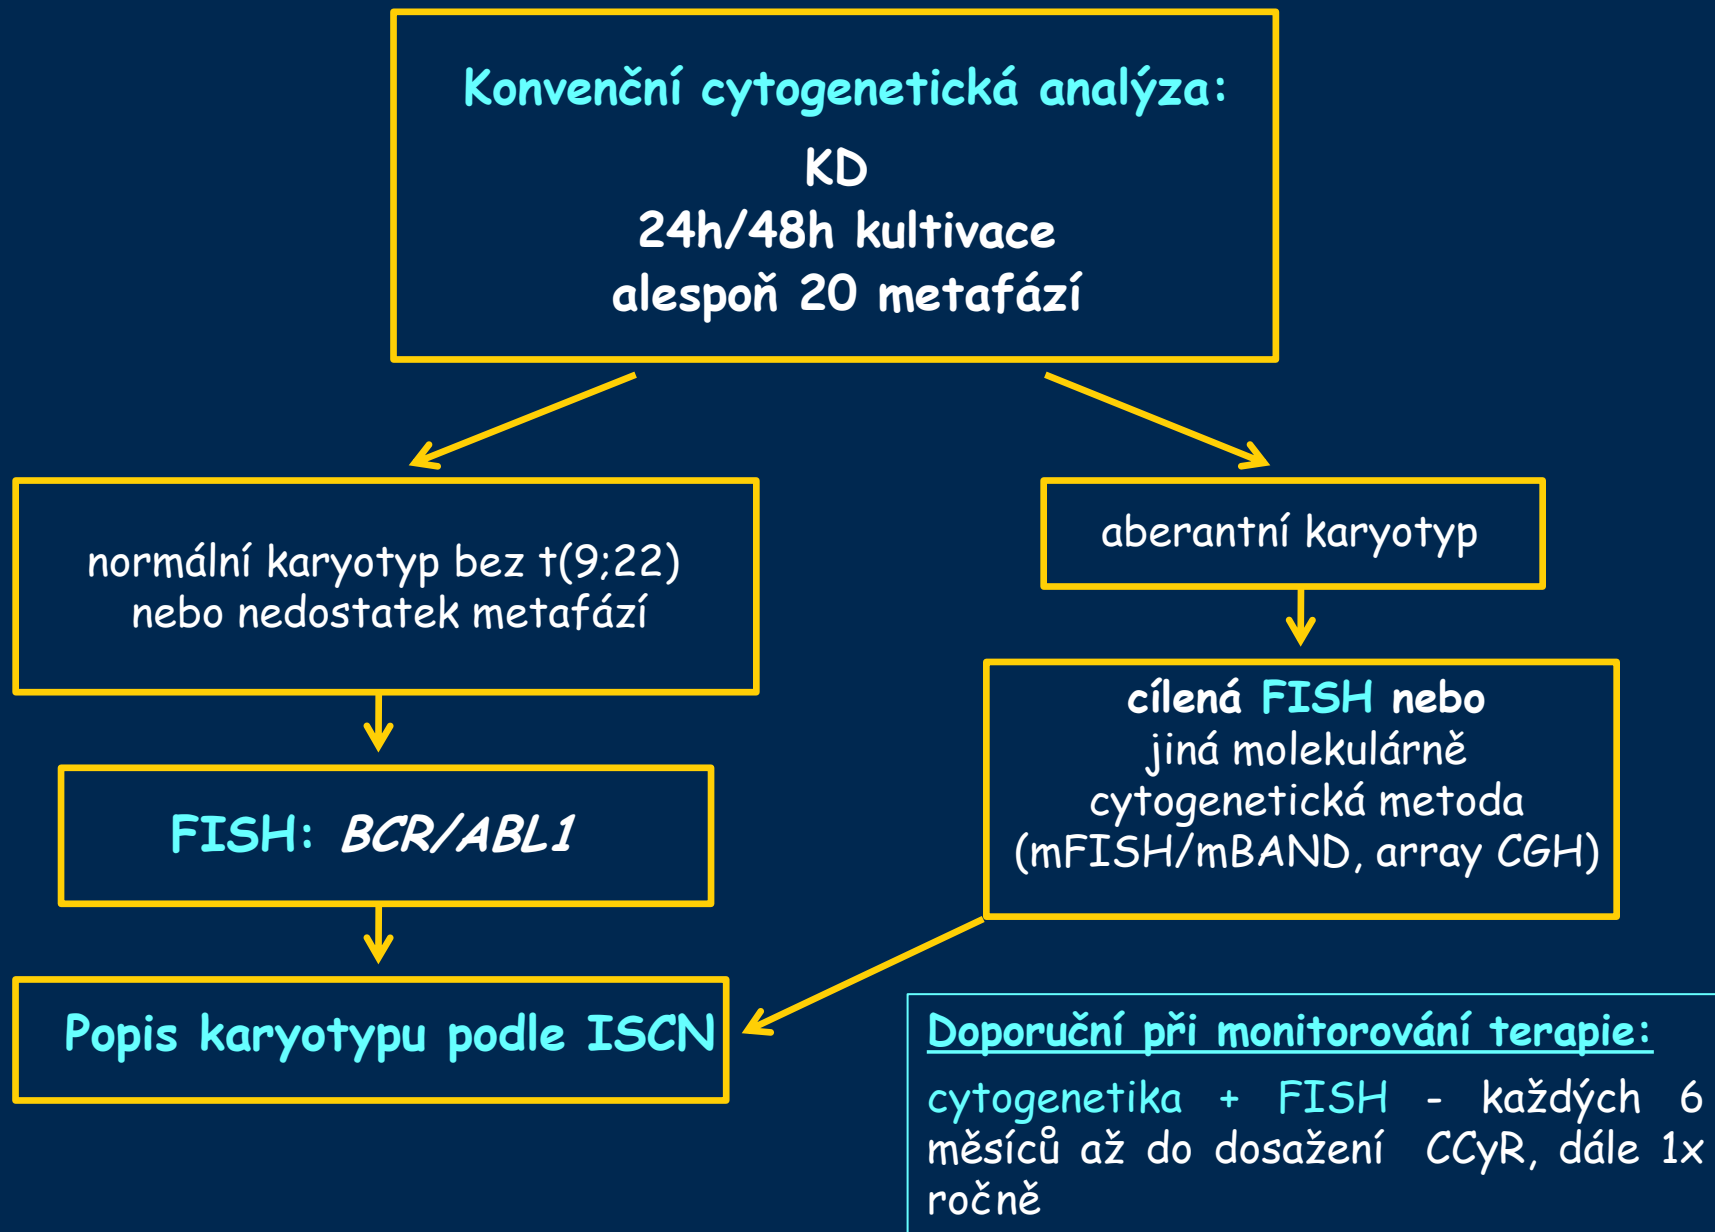 Konvenční cytogenetická analýza:
KD
24h/48h kultivace
alespoň 20 metafází
normální karyotyp bez t(9;22)
nebo nedostatek metafází
aberantní karyotyp
FISH: BCR/ABL1
cílená FISH nebo
jiná molekulárně
cytogenetická metoda
(mFISH/mBAND, array CGH)
Popis karyotypu podle ISCN
Doporuční při monitorování terapie:
cytogenetika + FISH - každých 6
měsíců až do dosažení CCyR, dále 1x
ročně